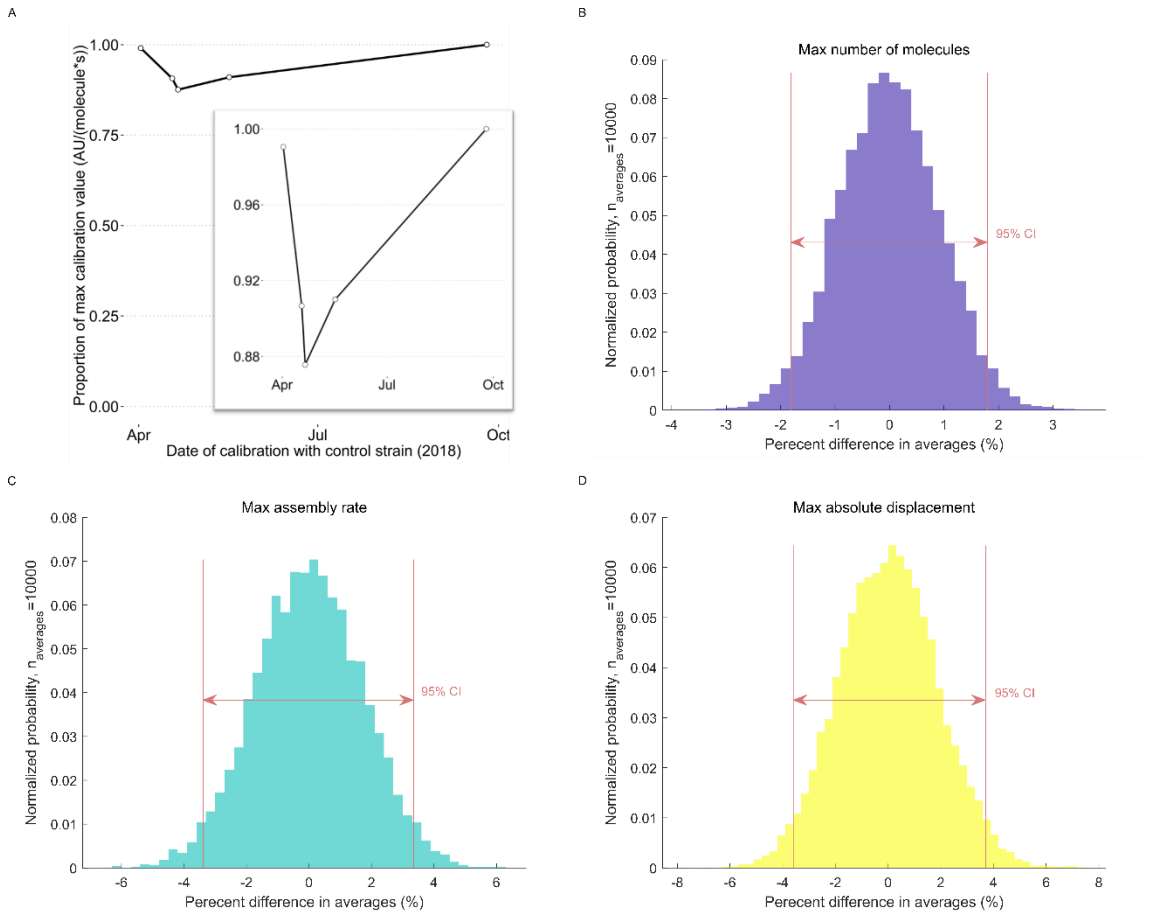 A
Proportion of max calibration value (AU/(molecule*s))
1.00
0.75
0.50
0.25
0.00
Apr
Jul
Oct
Date of calibration with control strain (2018)
1.00
0.96
0.92
0.88
Apr
Jul
Oct
B
Max number of molecules
Normalized probability, n_averages=10000
0.09
0.08
0.07
0.06
0.05
0.04
0.03
0.02
0.01
0
95% CI
-4
-3
-2
-1
0
1
2
3
Perecent difference in averages (%)
C
Max assembly rate
Normalized probability, n_averages=10000
0.08
0.07
0.06
0.05
0.04
0.03
0.02
0.01
0
95% CI
-6
-4
-2
0
2
4
6
Perecent difference in averages (%)
D
Max absolute displacement
Normalized probability, n_averages=10000
0.07
0.06
0.05
0.04
0.03
0.02
0.01
0
95% CI
-8
-6
-4
-2
0
2
4
6
8
Perecent difference in averages (%)